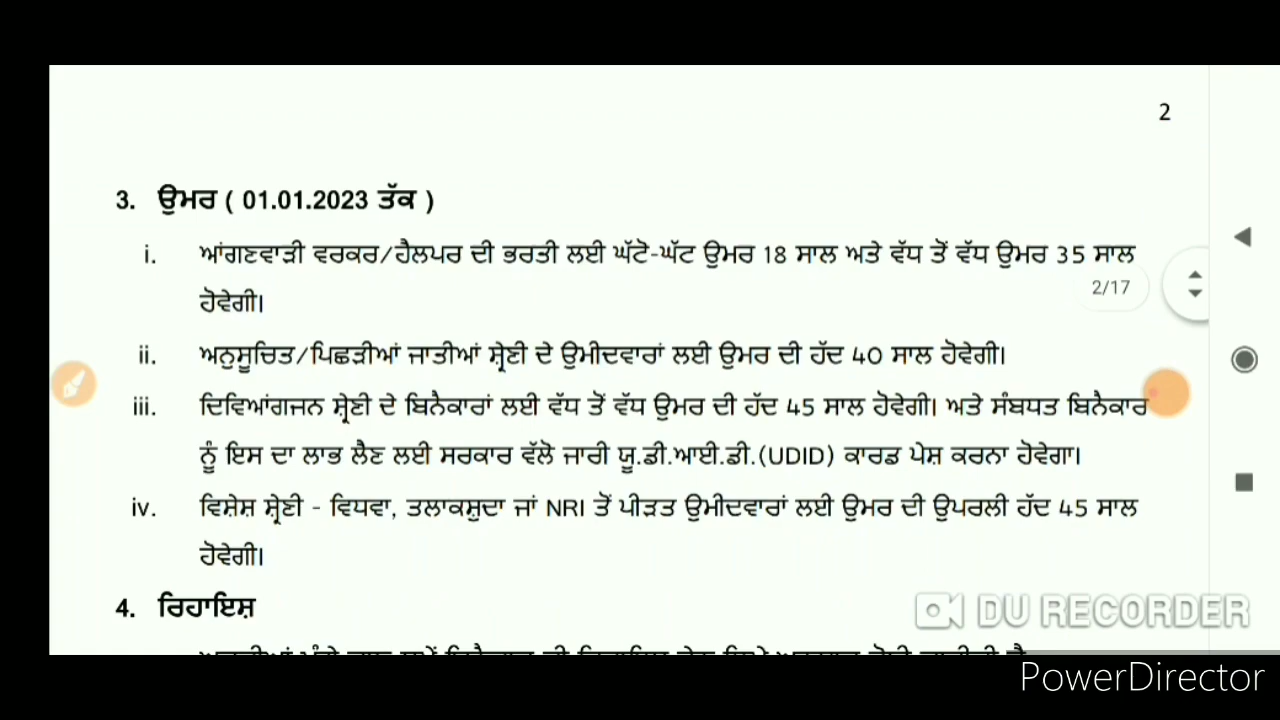 2
3. ਉਮਰ ( 01.01.2023 ਤੱਕ )
i. ਆਂਗਣਵਾੜੀ ਵਰਕਰ/ਹੈਲਪਰ ਦੀ ਭਰਤੀ ਲਈ ਘੱਟੋ-ਘੱਟ ਉਮਰ 18 ਸਾਲ ਅਤੇ ਵੱਧ ਤੋਂ ਵੱਧ ਉਮਰ 35 ਸਾਲ
2/17
ਹੋਵੇਗੀ।
ii. ਅਨੁਸੂਚਿਤ/ਪਿਛੜੀਆਂ ਜਾਤੀਆਂ ਸ਼੍ਰੇਣੀ ਦੇ ਉਮੀਦਵਾਰਾਂ ਲਈ ਉਮਰ ਦੀ ਹੱਦ 40 ਸਾਲ ਹੋਵੇਗੀ।
iii. ਦਿਵਿਆਂਗਜਨ ਸ਼੍ਰੇਣੀ ਦੇ ਬਿਨੈਕਾਰਾਂ ਲਈ ਵੱਧ ਤੋਂ ਵੱਧ ਉਮਰ ਦੀ ਹੱਦ 45 ਸਾਲ ਹੋਵੇਗੀ। ਅਤੇ ਸੰਬਧਤ ਬਿਨੈਕਾਰ
ਨੂੰ ਇਸ ਦਾ ਲਾਭ ਲੈਣ ਲਈ ਸਰਕਾਰ ਵੱਲੋ ਜਾਰੀ ਯੂ.ਡੀ.ਆਈ.ਡੀ.(UDID) ਕਾਰਡ ਪੇਸ਼ ਕਰਨਾ ਹੋਵੇਗਾ।
iv. ਵਿਸ਼ੇਸ਼ ਸ਼੍ਰੇਣੀ - ਵਿਧਵਾ, ਤਲਾਕਸ਼ੁਦਾ ਜਾਂ NRI ਤੋਂ ਪੀੜਤ ਉਮੀਦਵਾਰਾਂ ਲਈ ਉਮਰ ਦੀ ਉਪਰਲੀ ਹੱਦ 45 ਸਾਲ
ਹੋਵੇਗੀ।
4. ਰਿਹਾਇਸ਼
DU RECORDER
PowerDirector